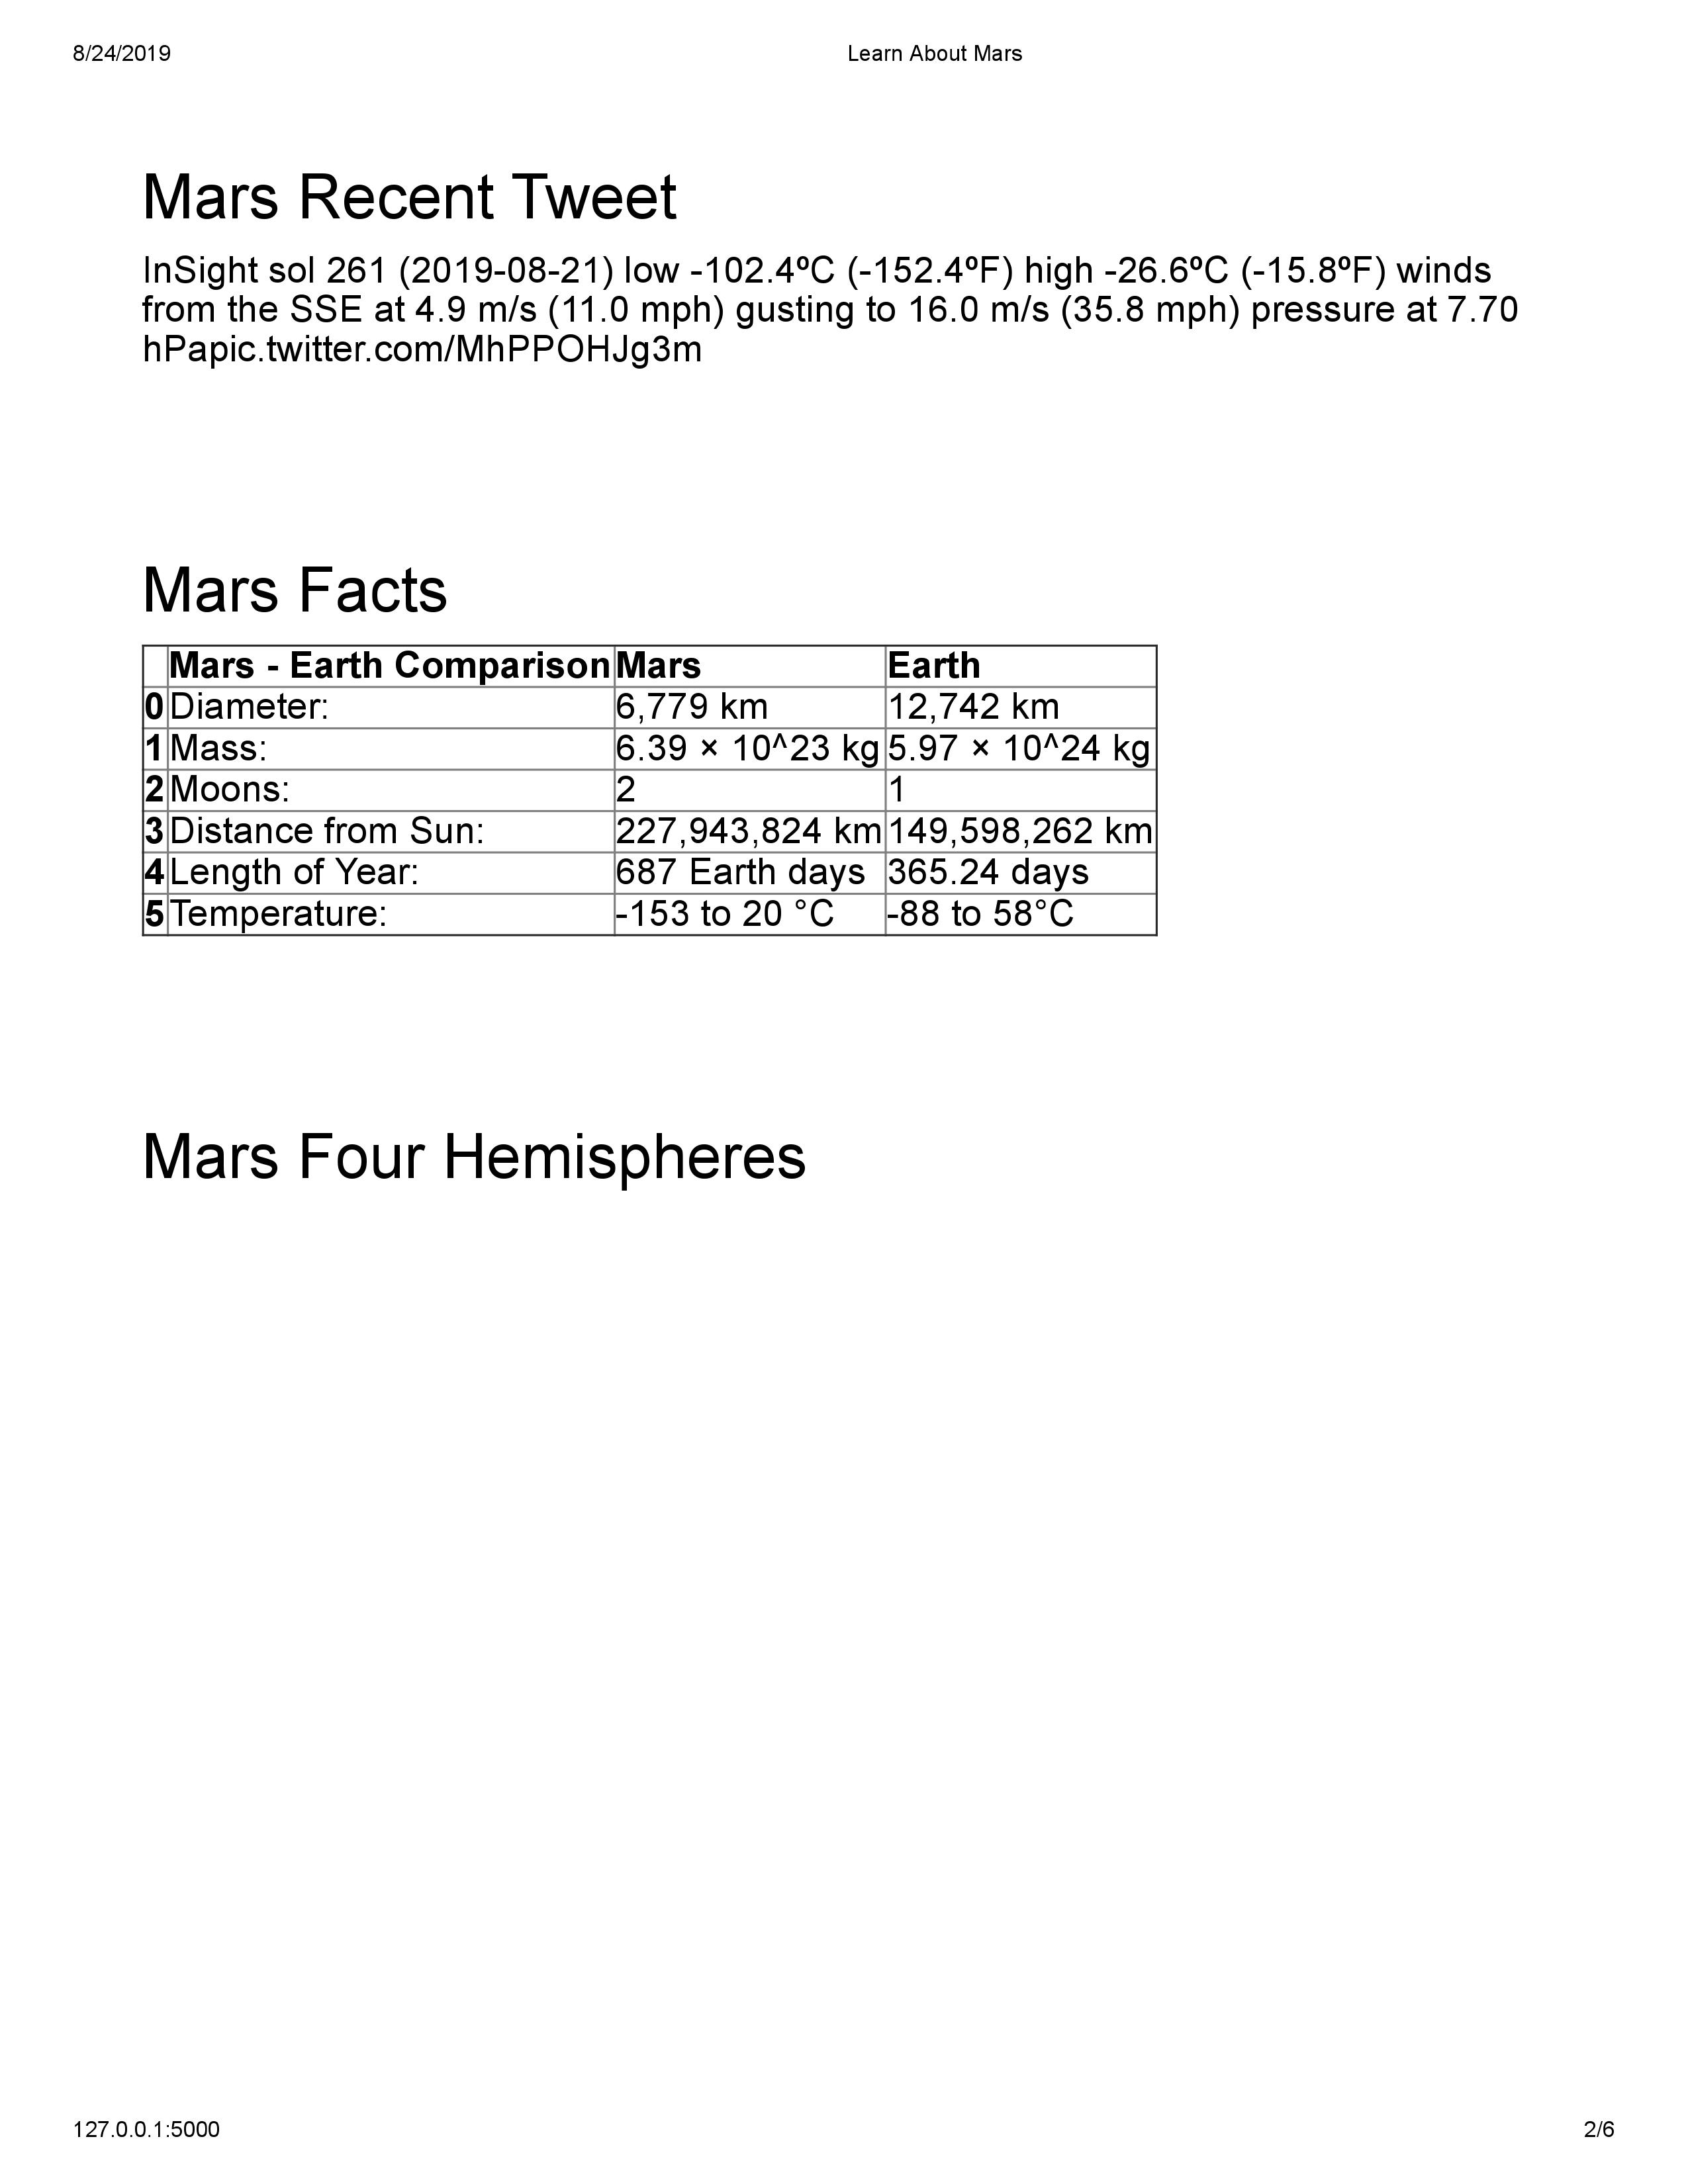 8/24/2019 Learn About Mars
Mars Recent Tweet
InSight sol 261 (2019-08-21) low -102.4ºC (-152.4ºF) high -26.6ºC (-15.8ºF) winds
from the SSE at 4.9 m/s (11.0 mph) gusting to 16.0 m/s (35.8 mph) pressure at 7.70
hPapic.twitter.com/MhPPOHJg3m
Mars Facts
Mars - Earth Comparison Mars Earth
0 Diameter: 6,779 km 12,742 km
1 Mass: 6.39 × 10^23 kg 5.97 × 10^24 kg
2 Moons: 2 1
3 Distance from Sun: 227,943,824 km 149,598,262 km
4 Length of Year: 687 Earth days 365.24 days
5 Temperature: -153 to 20 °C -88 to 58°C
Mars Four Hemispheres
127.0.0.1:5000 2/6